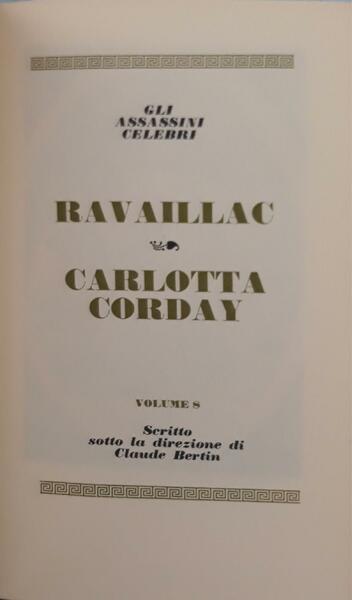 GLI
ASSASSINI
CELEBRI
RAVAILLAC
CARLOTTA
CORDAY
VOLUME 8
Scritto
sotto la direzione di
Claude Bertin